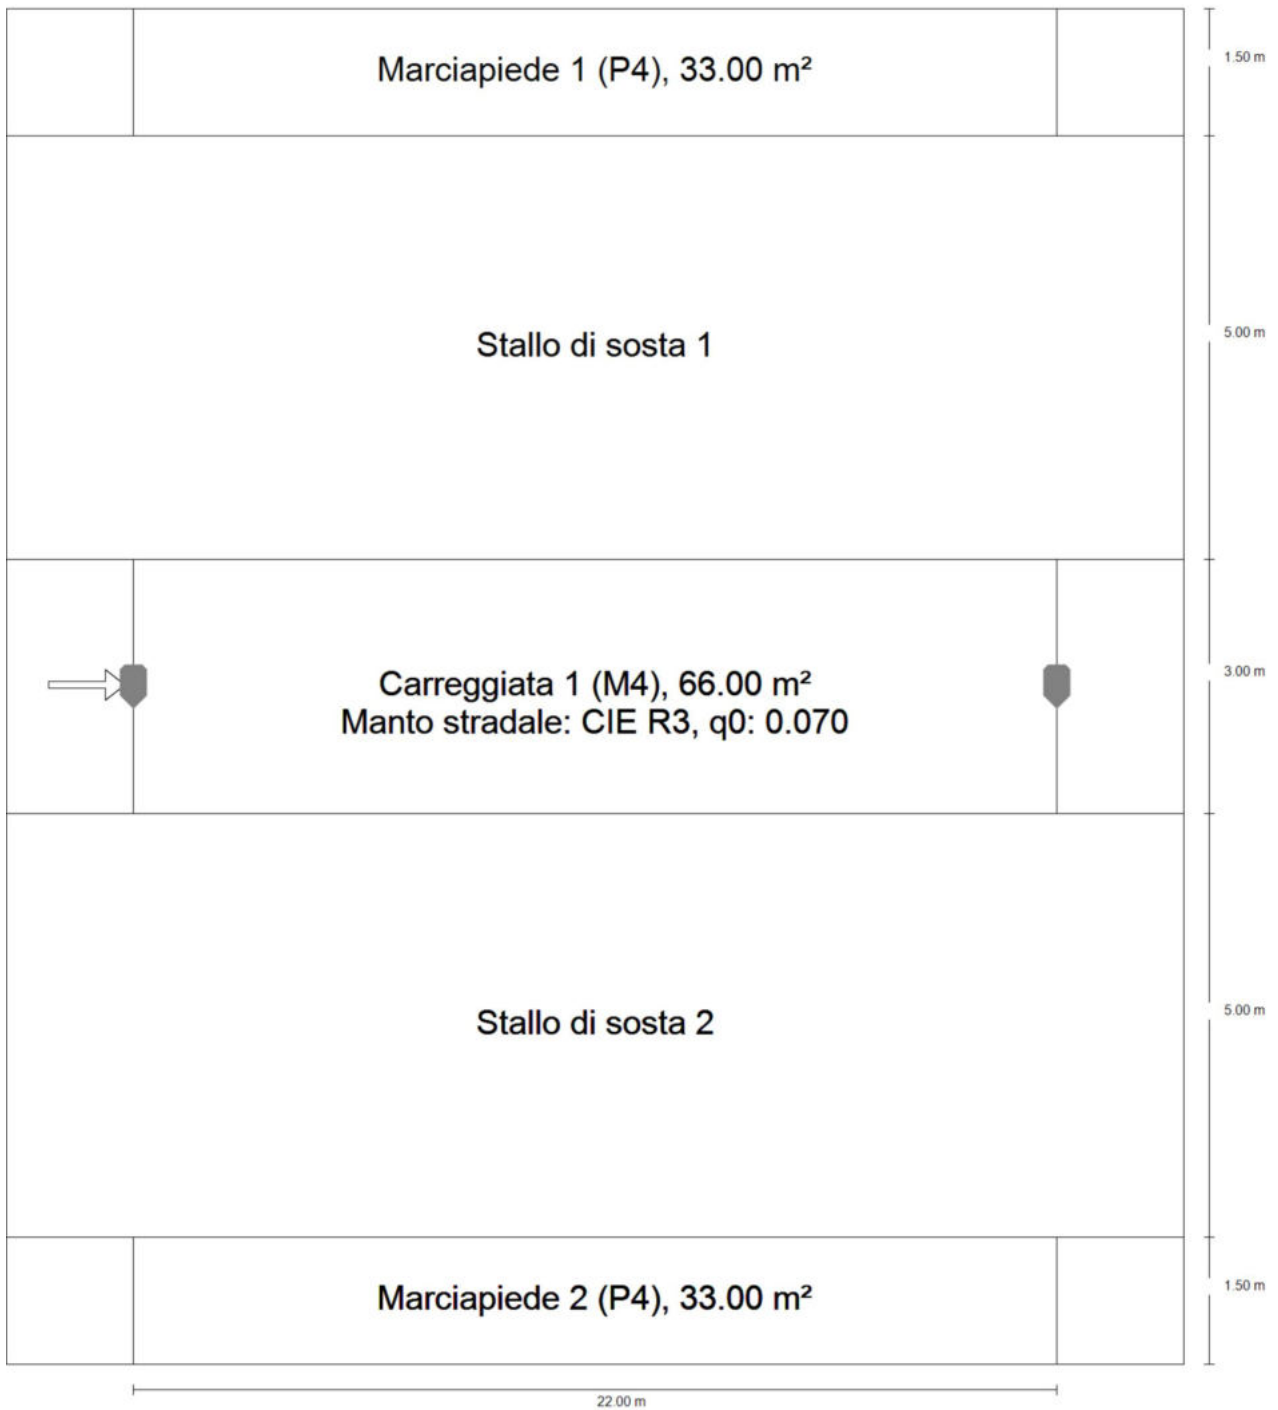 Marciapiede 1 (P4), 33.00 m²
1.50 m
Stallo di sosta 1
5.00 m
Carreggiata 1 (M4), 66.00 m²
Manto stradale: CIE R3, q0: 0.070
3.00 m
Stallo di sosta 2
5.00 m
Marciapiede 2 (P4), 33.00 m²
1.50 m
22.00 m